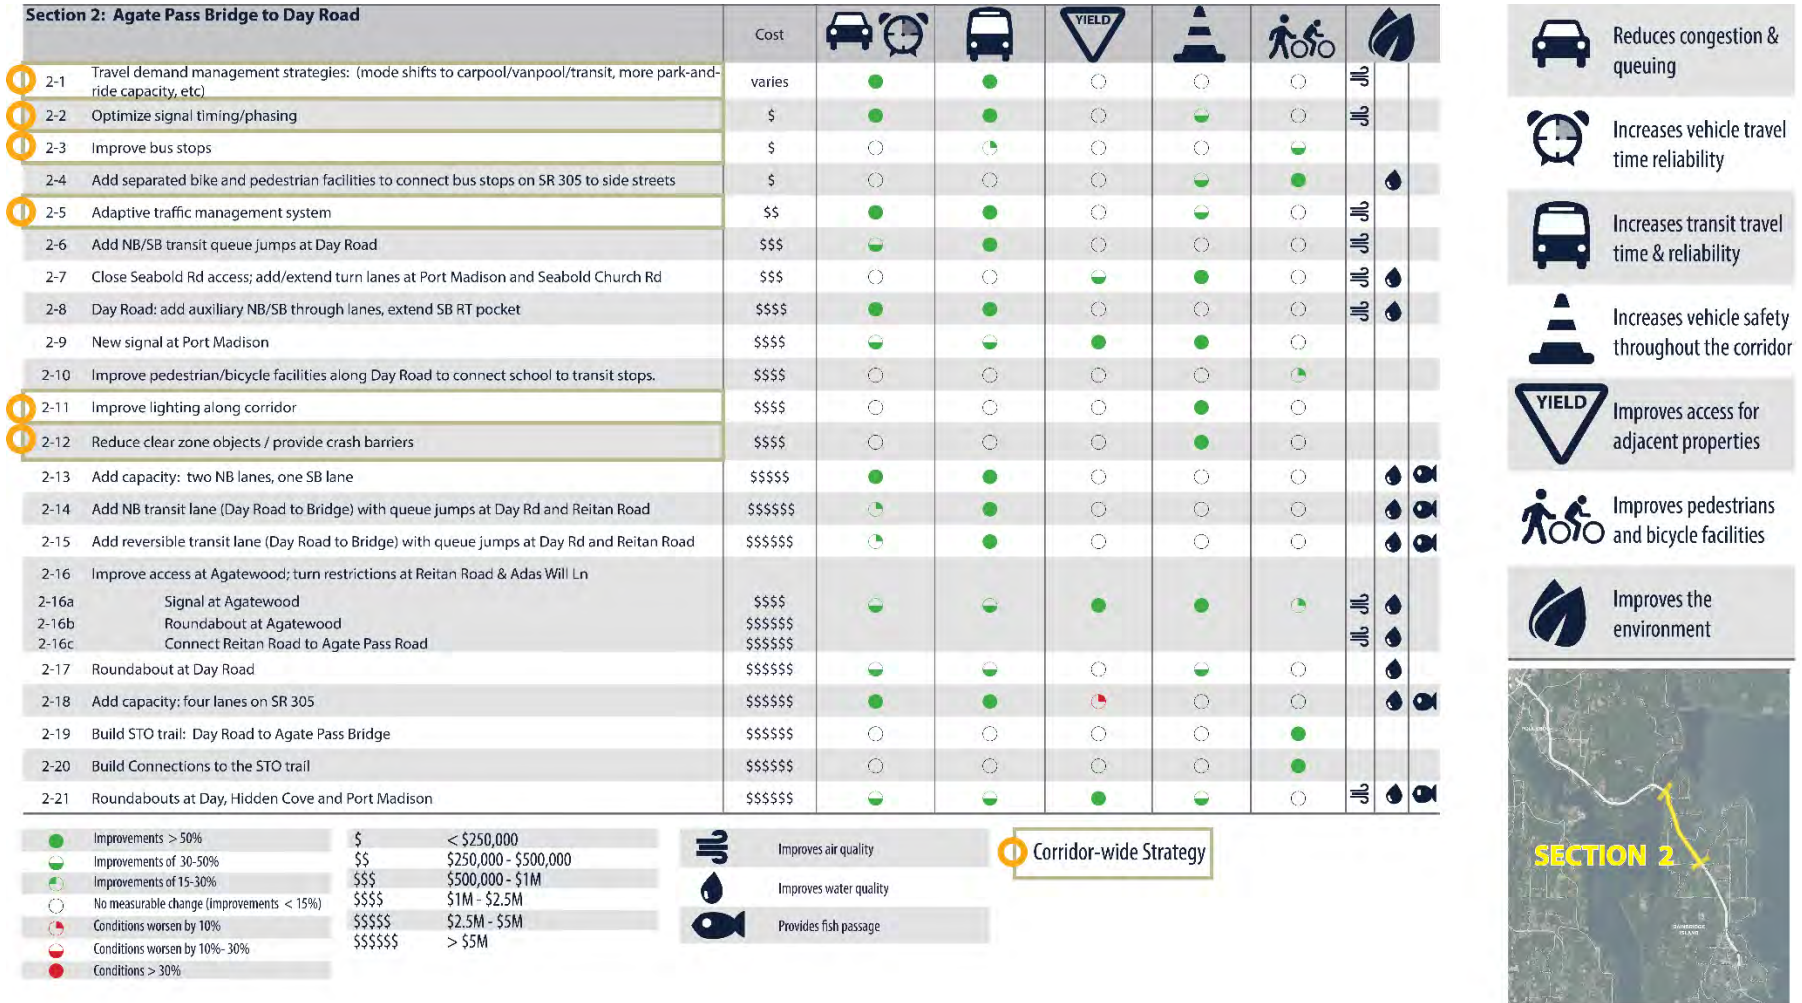 Section 2: Agate Pass Bridge to Day Road
Cost
YIELD
2-1 Travel demand management strategies: (mode shifts to carpool/vanpool/transit, more park-and-
ride capacity, etc) varies
2-2 Optimize signal timing/phasing $
2-3 Improve bus stops $
2-4 Add separated bike and pedestrian facilities to connect bus stops on SR 305 to side streets $
2-5 Adaptive traffic management system $$
2-6 Add NB/SB transit queue jumps at Day Road $$$
2-7 Close Seabold Rd access; add/extend turn lanes at Port Madison and Seabold Church Rd $$$
2-8 Day Road: add auxiliary NB/SB through lanes, extend SB RT pocket $$$$
2-9 New signal at Port Madison $$$$
2-10 Improve pedestrian/bicycle facilities along Day Road to connect school to transit stops. $$$$
2-11 Improve lighting along corridor $$$$
2-12 Reduce clear zone objects / provide crash barriers $$$$
2-13 Add capacity: two NB lanes, one SB lane $$$$$
2-14 Add NB transit lane (Day Road to Bridge) with queue jumps at Day Rd and Reitan Road $$$$$$
2-15 Add reversible transit lane (Day Road to Bridge) with queue jumps at Day Rd and Reitan Road $$$$$$
2-16 Improve access at Agatewood; turn restrictions at Reitan Road & Adas Will Ln
2-16a Signal at Agatewood $$$$
2-16b Roundabout at Agatewood $$$$$$
2-16c Connect Reitan Road to Agate Pass Road $$$$$$
2-17 Roundabout at Day Road $$$$$$
2-18 Add capacity: four lanes on SR 305 $$$$$$
2-19 Build STO trail: Day Road to Agate Pass Bridge $$$$$$
2-20 Build Connections to the STO trail $$$$$$
2-21 Roundabouts at Day, Hidden Cove and Port Madison $$$$$$
Improvements > 50%
Improvements of 30-50%
Improvements of 15-30%
No measurable change (improvements < 15%)
Conditions worsen by 10%
Conditions worsen by 10%- 30%
Conditions > 30%
$ < $250,000
$$ $250,000 - $500,000
$$$ $500,000 - $1M
$$$$ $1M - $2.5M
$$$$$ $2.5M - $5M
$$$$$$ > $5M
Improves air quality
Improves water quality
Provides fish passage
Corridor-wide Strategy
Reduces congestion &
queuing
Increases vehicle travel
time reliability
Increases transit travel
time & reliability
Increases vehicle safety
throughout the corridor
YIELD
Improves access for
adjacent properties
Improves pedestrians
and bicycle facilities
Improves the
environment
SECTION 2
BAINBRIDGE
ISLAND